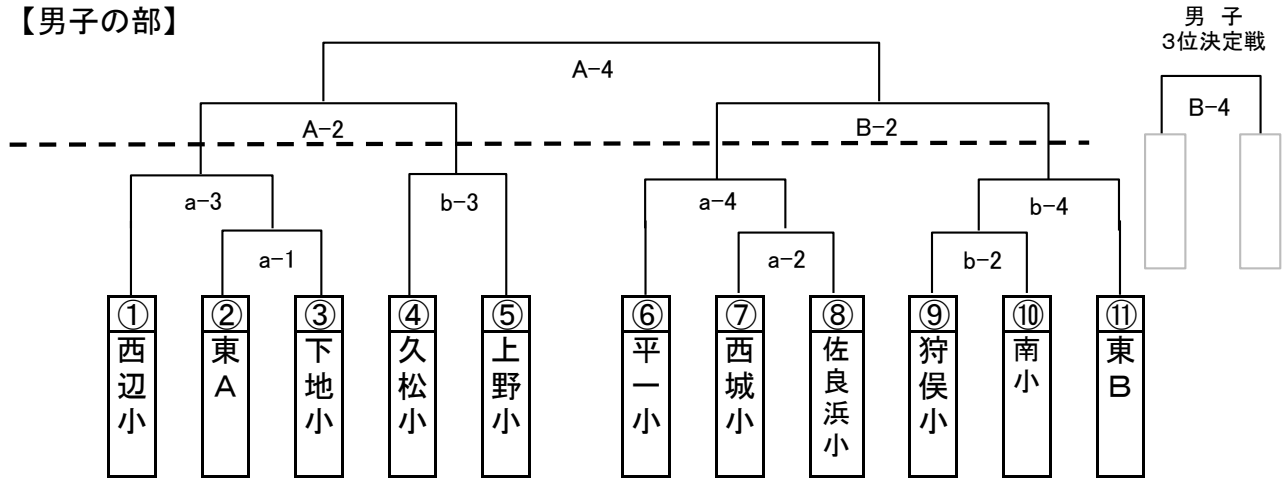 【男子の部】
男 子
3位決定戦
A-4
B-4
A-2
B-2
a-3
b-3
a-4
b-4
a-1
a-2
b-2
① ② ③ ④ ⑤ ⑥ ⑦ ⑧ ⑨ ⑩ ⑪
西辺小
東A
下地小
久松小
上野小
平一小
西城小
佐良浜小
狩俣小
南小
東B